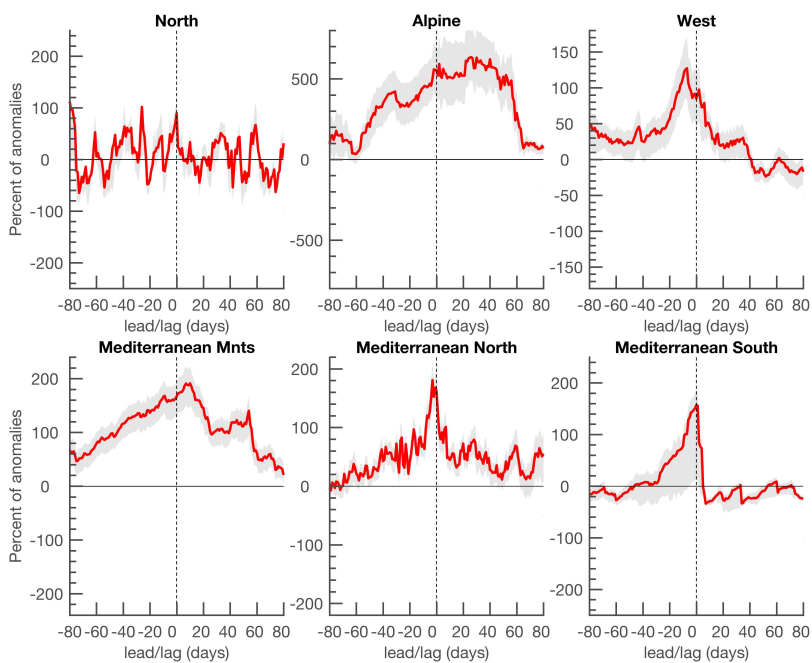 North
Alpine
West
Percent of anomalies
200
100
0
-100
-200
500
0
-500
150
100
50
0
-50
-100
-150
-80 -60 -40 -20 0 20 40 60 80
-80 -60 -40 -20 0 20 40 60 80
-80 -60 -40 -20 0 20 40 60 80
lead/lag (days)
lead/lag (days)
lead/lag (days)
Mediterranean Mnts
Mediterranean North
Mediterranean South
Percent of anomalies
200
100
0
-100
-200
200
100
0
-100
-200
200
100
0
-100
-200
-80 -60 -40 -20 0 20 40 60 80
-80 -60 -40 -20 0 20 40 60 80
-80 -60 -40 -20 0 20 40 60 80
lead/lag (days)
lead/lag (days)
lead/lag (days)